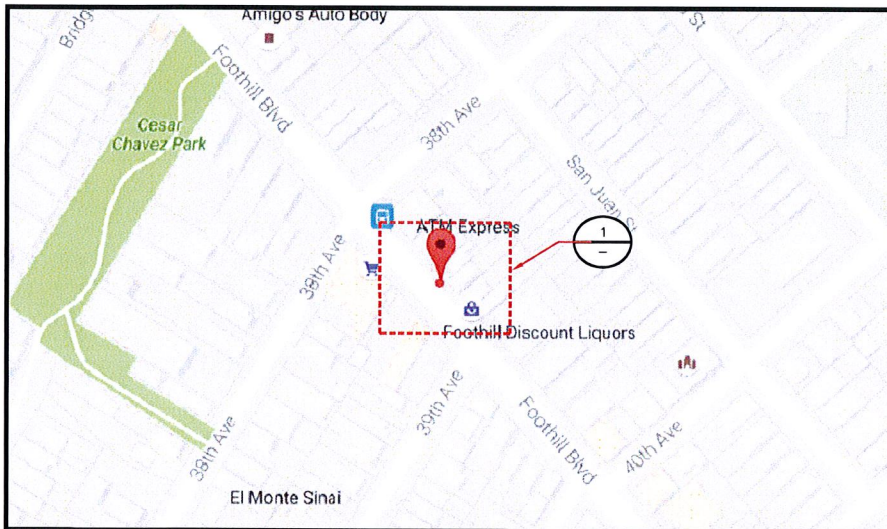 Amigo's Auto Body
Foothill Blvd
Cesar
Chavez Park
38th Ave
San Juan St
St
ATM Express
1
–
38th Ave
Foothill Discount Liquors
39th Ave
Foothill Blvd
40th Ave
38th Ave
El Monte Sinai